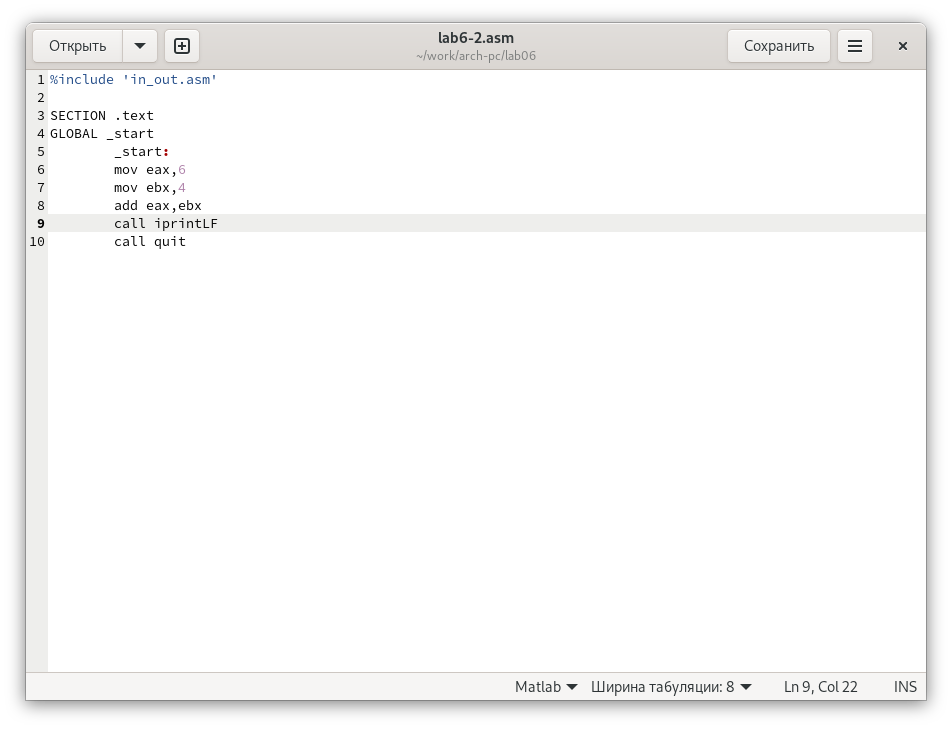 Открыть
lab6-2.asm
~/work/arch-pc/lab06
Сохранить
1 %include 'in_out.asm'
2
3 SECTION .text
4 GLOBAL _start
5 _start:
6 mov eax,6
7 mov ebx,4
8 add eax,ebx
9 call iprintLF
10 call quit
Matlab Ширина табуляции: 8 Ln 9, Col 22 INS